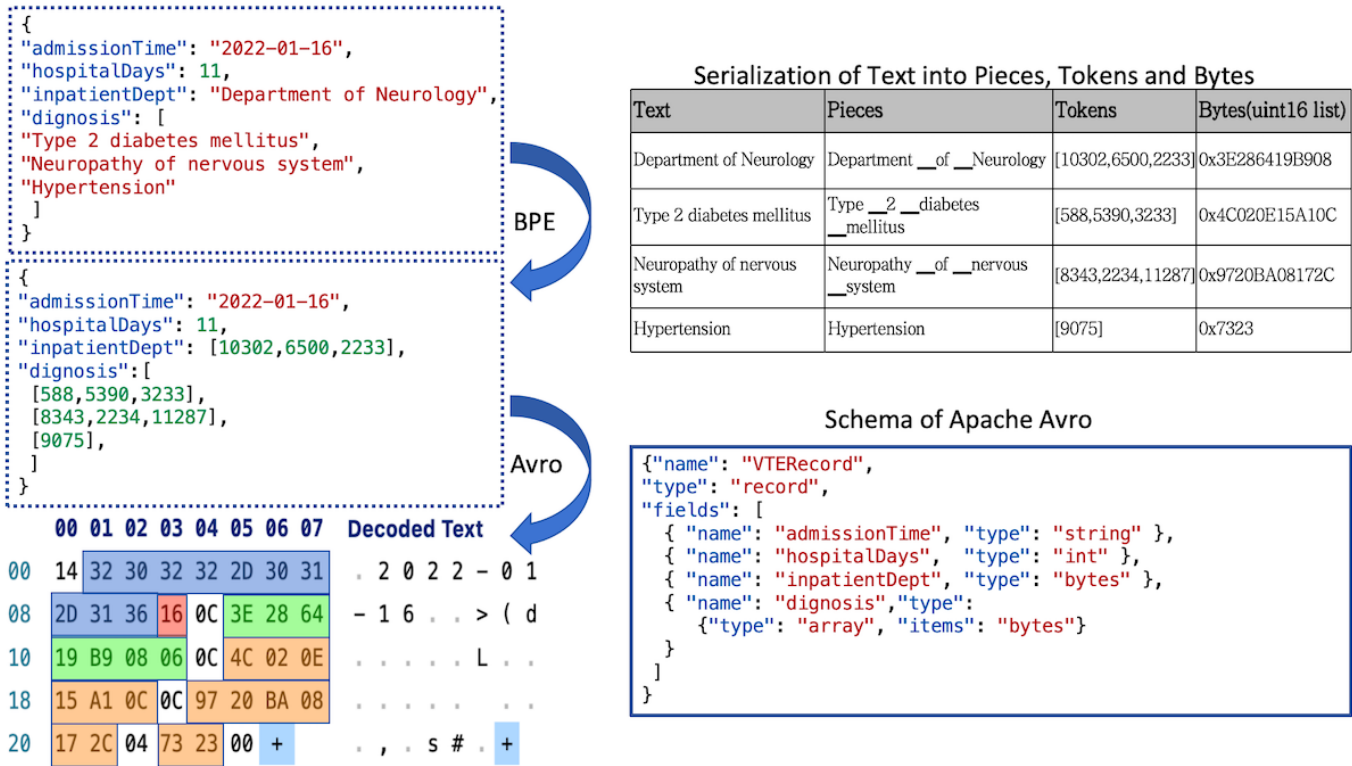 {
"admissionTime": "2022-01-16",
"hospitalDays": 11,
"inpatientDept": "Department of Neurology",
"dignosis": [
"Type 2 diabetes mellitus",
"Neuropathy of nervous system",
"Hypertension"
]
}
BPE
{
"admissionTime": "2022-01-16",
"hospitalDays": 11,
"inpatientDept": [10302,6500,2233],
"dignosis":[
[588,5390,3233],
[8343,2234,11287],
[9075],
]
}
Avro
00 01 02 03 04 05 06 07 Decoded Text
00 14 32 30 32 32 2D 30 31 . 2 0 2 2 - 0 1
08 2D 31 36 16 0C 3E 28 64 - 1 6 . . > ( d
10 19 B9 08 06 0C 4C 02 0E . . . . . L . .
18 15 A1 0C 0C 97 20 BA 08 . . . . . . .
20 17 2C 04 73 23 00 + . , . s # . +
Serialization of Text into Pieces, Tokens and Bytes
Text Pieces Tokens Bytes(uint16 list)
Department of Neurology Department __of __Neurology [10302,6500,2233] 0x3E286419B908
Type 2 diabetes mellitus Type __2 __diabetes [588,5390,3233] 0x4C020E15A10C
__mellitus
Neuropathy of nervous Neuropathy __of __nervous [8343,2234,11287] 0x9720BA08172C
system __system
Hypertension Hypertension [9075] 0x7323
Schema of Apache Avro
{"name": "VTERecord",
"type": "record",
"fields": [
{ "name": "admissionTime", "type": "string" },
{ "name": "hospitalDays", "type": "int" },
{ "name": "inpatientDept", "type": "bytes" },
{ "name": "dignosis","type":
{"type": "array", "items": "bytes"}
}
]
}